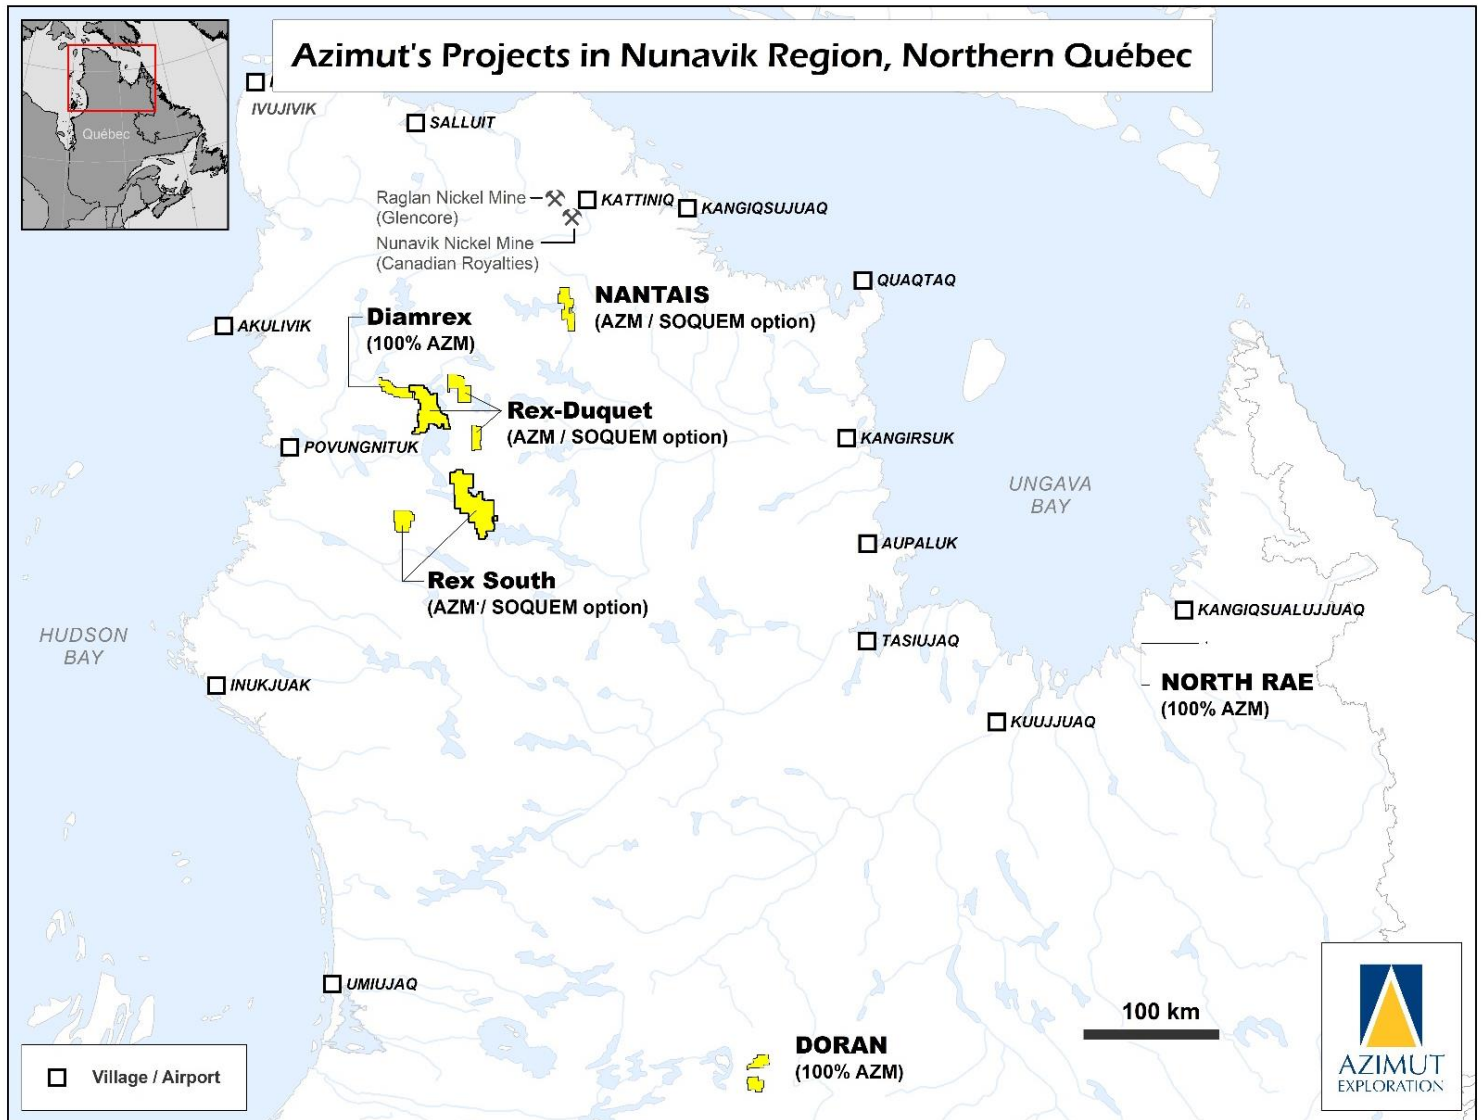 Azimut's Projects in Nunavik Region, Northern Québec
Québec
IVUJIVIK
SALLUIT
Raglan Nickel Mine
(Glencore)
KATTINIQ
KANGIQSUJUAQ
Nunavik Nickel Mine
(Canadian Royalties)
QUAQTAQ
NANTAIS
(AZM / SOQUEM option)
AKULIVIK
Diamrex
(100% AZM)
Rex-Duquet
(AZM / SOQUEM option)
POVUNGNITUK
KANGIRSUK
UNGAVA
BAY
AUPALUK
Rex South
(AZM / SOQUEM option)
KANGIQSUALUJJUAQ
HUDSON
BAY
TASIUJAQ
INUKJUAK
NORTH RAE
(100% AZM)
KUUJJUAQ
UMIUJAQ
100 km
DORAN
(100% AZM)
Village / Airport
AZIMUT
EXPLORATION